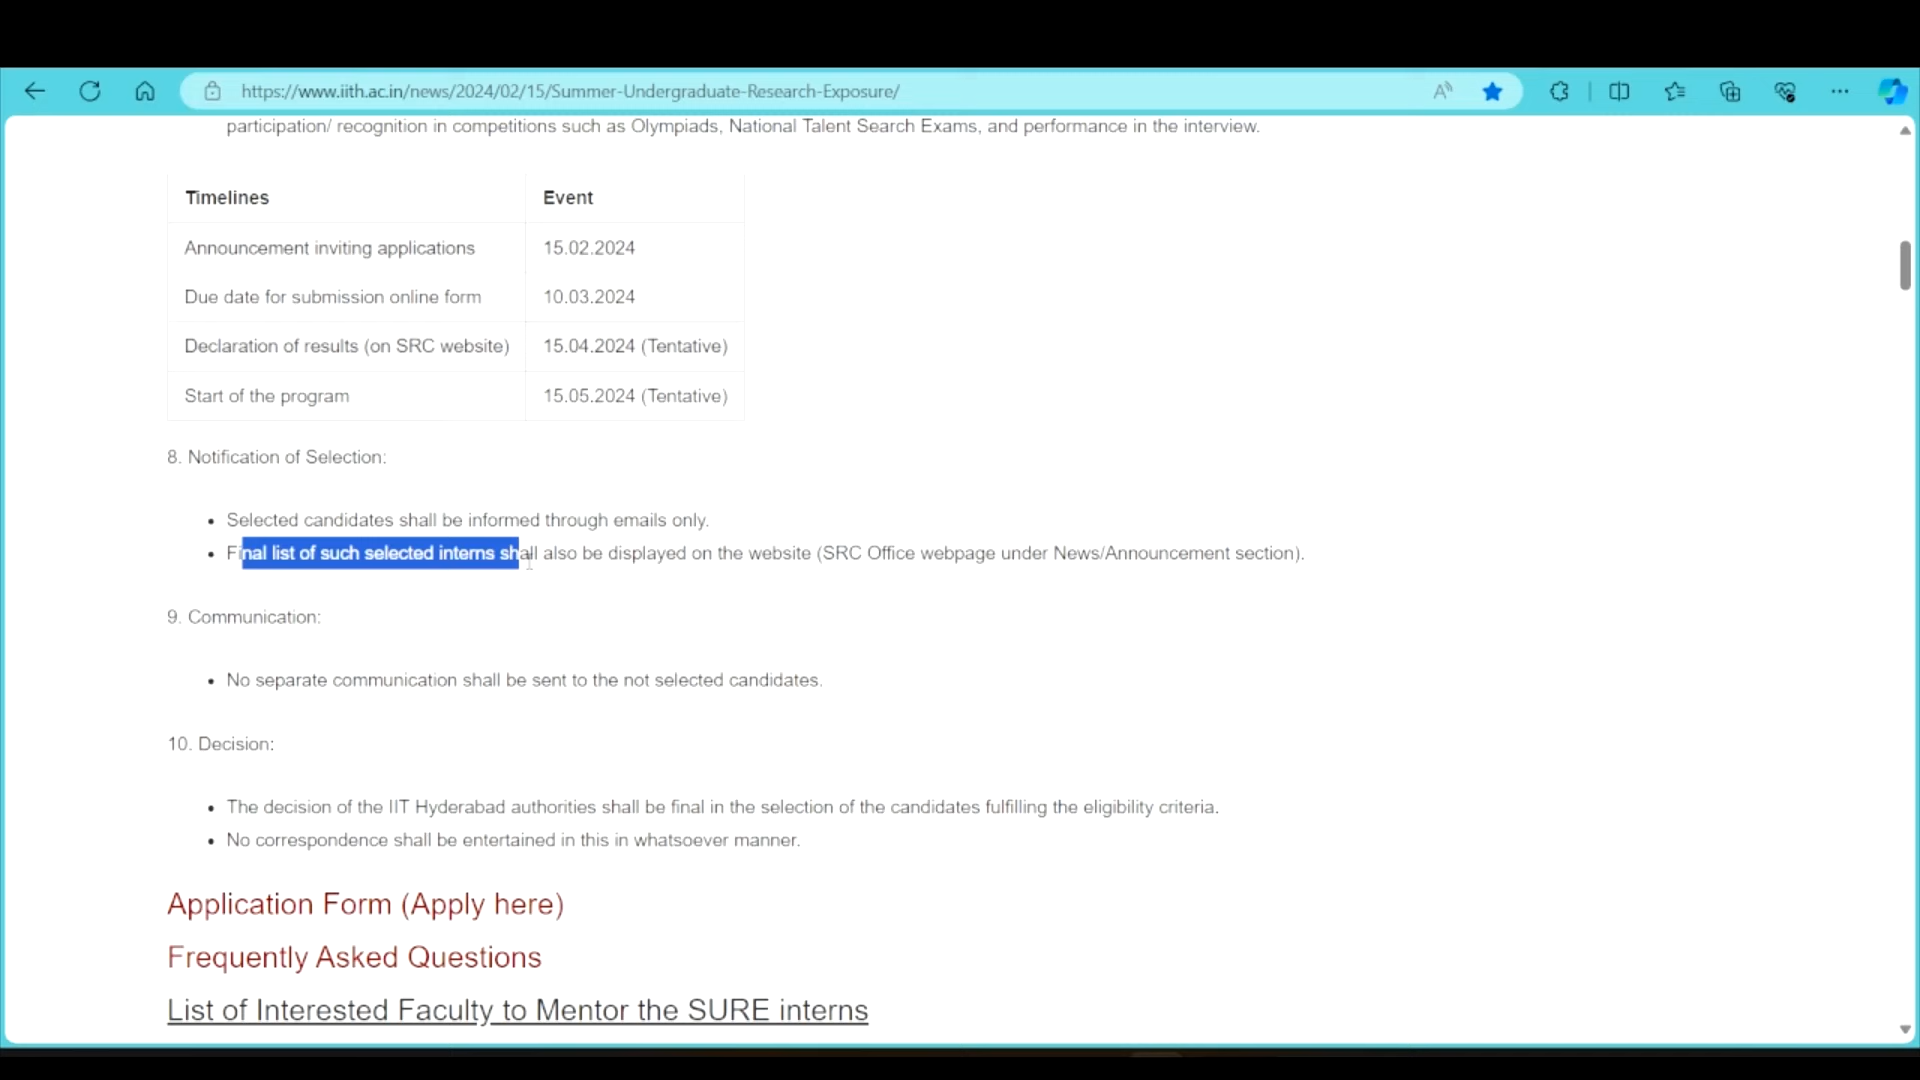 https://www.iith.ac.in/news/2024/02/15/Summer-Undergraduate-Research-Exposure/
participation/ recognition in competitions such as Olympiads, National Talent Search Exams, and performance in the interview.
Timelines Event
Announcement inviting applications 15.02.2024
Due date for submission online form 10.03.2024
Declaration of results (on SRC website) 15.04.2024 (Tentative)
Start of the program 15.05.2024 (Tentative)
8. Notification of Selection:
• Selected candidates shall be informed through emails only.
• Final list of such selected interns shall also be displayed on the website (SRC Office webpage under News/Announcement section).
9. Communication:
• No separate communication shall be sent to the not selected candidates.
10. Decision:
• The decision of the IIT Hyderabad authorities shall be final in the selection of the candidates fulfilling the eligibility criteria.
• No correspondence shall be entertained in this in whatsoever manner.
Application Form (Apply here)
Frequently Asked Questions
List of Interested Faculty to Mentor the SURE interns